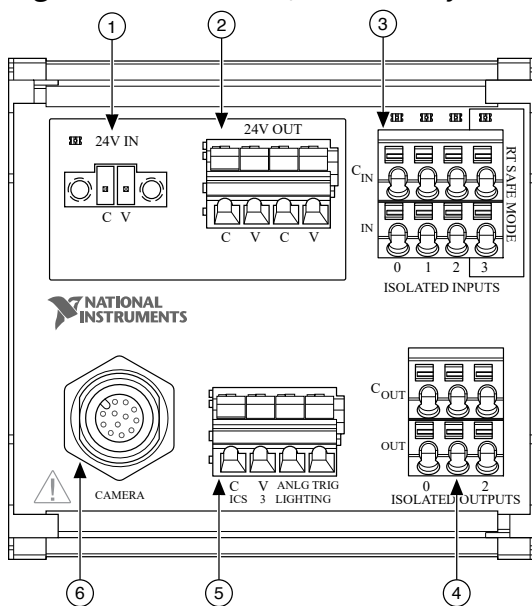 1 2 3
24V IN
C V
24V OUT
C V C V
C IN
IN
0 1 2 3
ISOLATED INPUTS
RT SAFE MODE
NATIONAL
INSTRUMENTS
CAMERA
C V ANLG TRIG
ICS 3 LIGHTING
C OUT
OUT
0 2
ISOLATED OUTPUTS
6 5 4